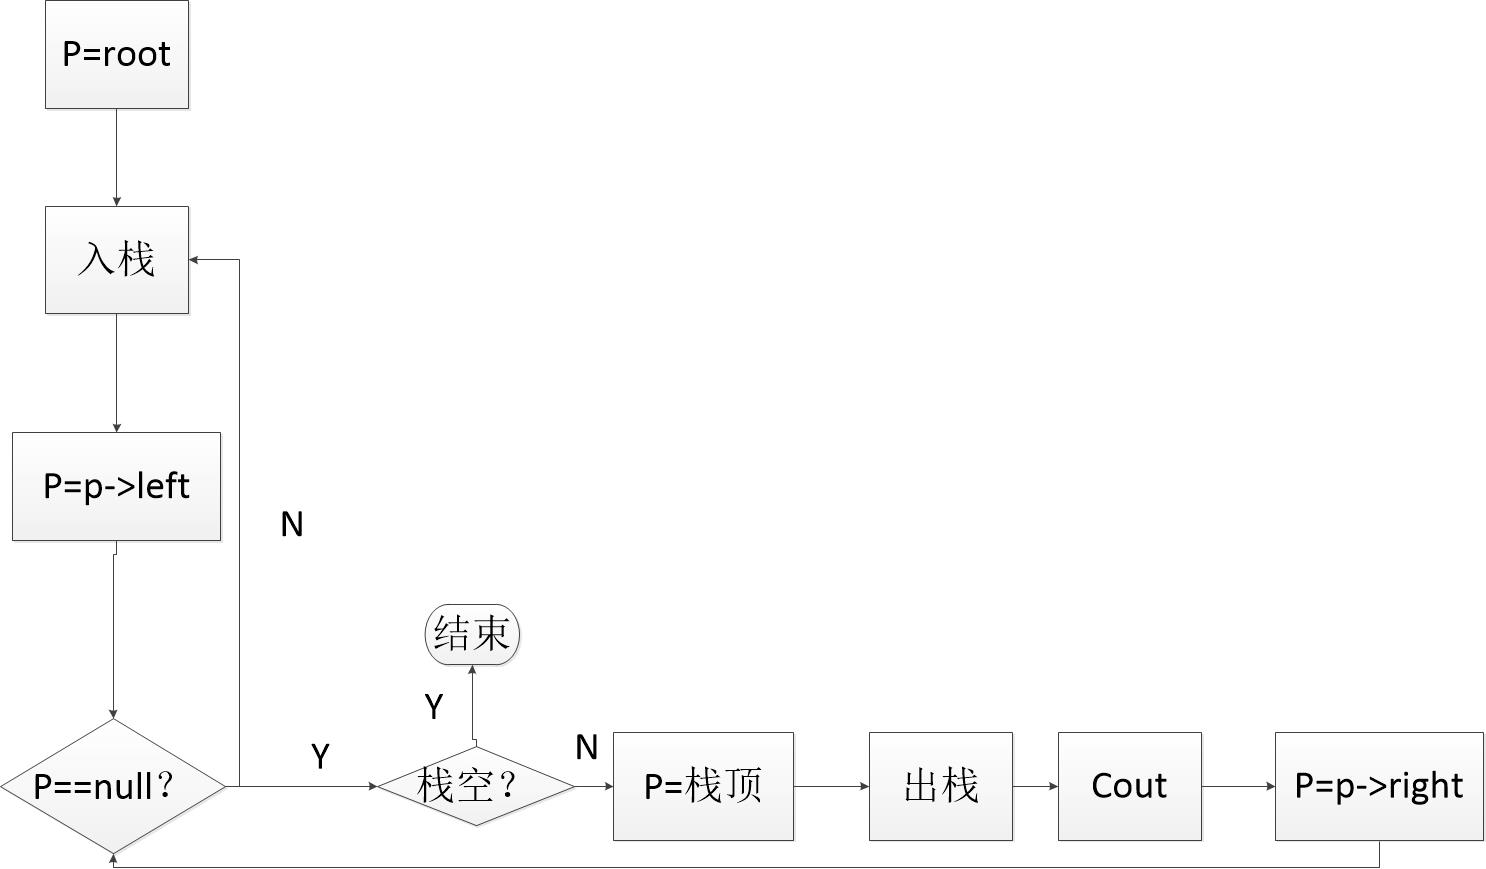 P=root
入栈
P=p->left
N
结束
Y
Y
N
P==null？
栈空？
P=栈顶
出栈
Cout
P=p->right